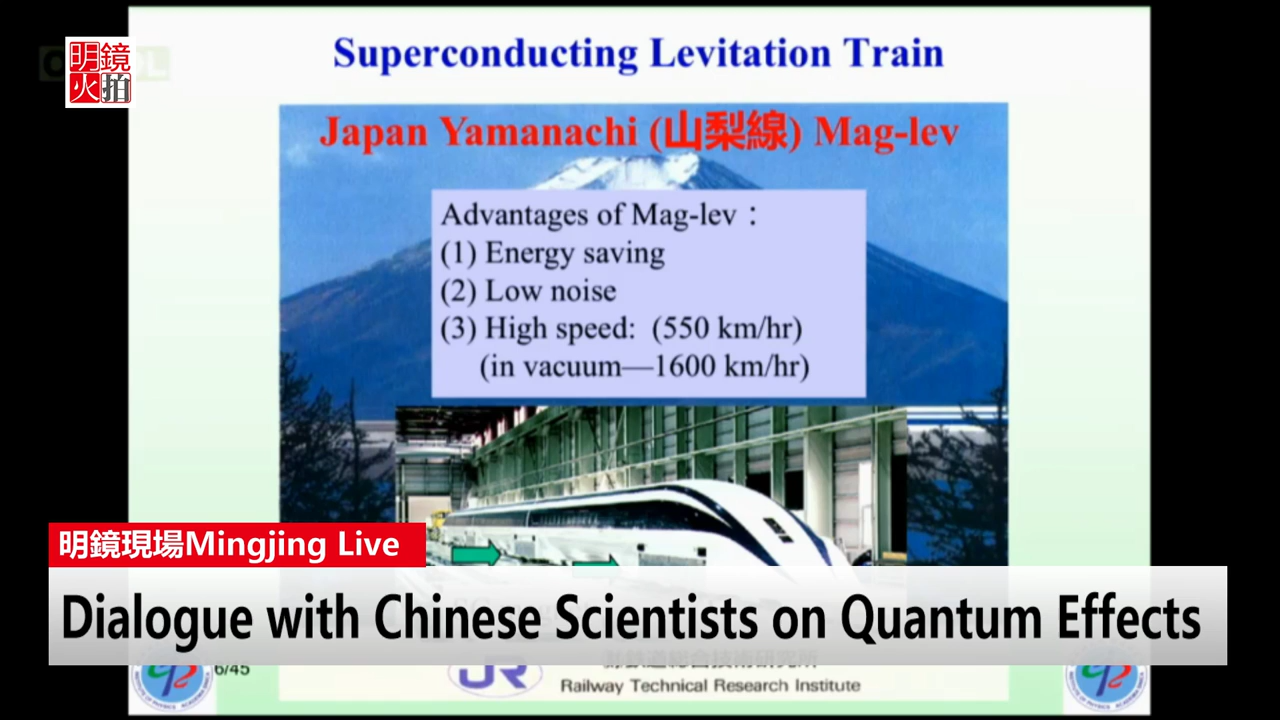 明鏡
火拍
Superconducting Levitation Train
Japan Yamanachi (山梨線) Mag-lev
Advantages of Mag-lev：
(1) Energy saving
(2) Low noise
(3) High speed: (550 km/hr)
(in vacuum—1600 km/hr)
明鏡現場Mingjing Live
Dialogue with Chinese Scientists on Quantum Effects
6/45
JR
Railway Technical Research Institute